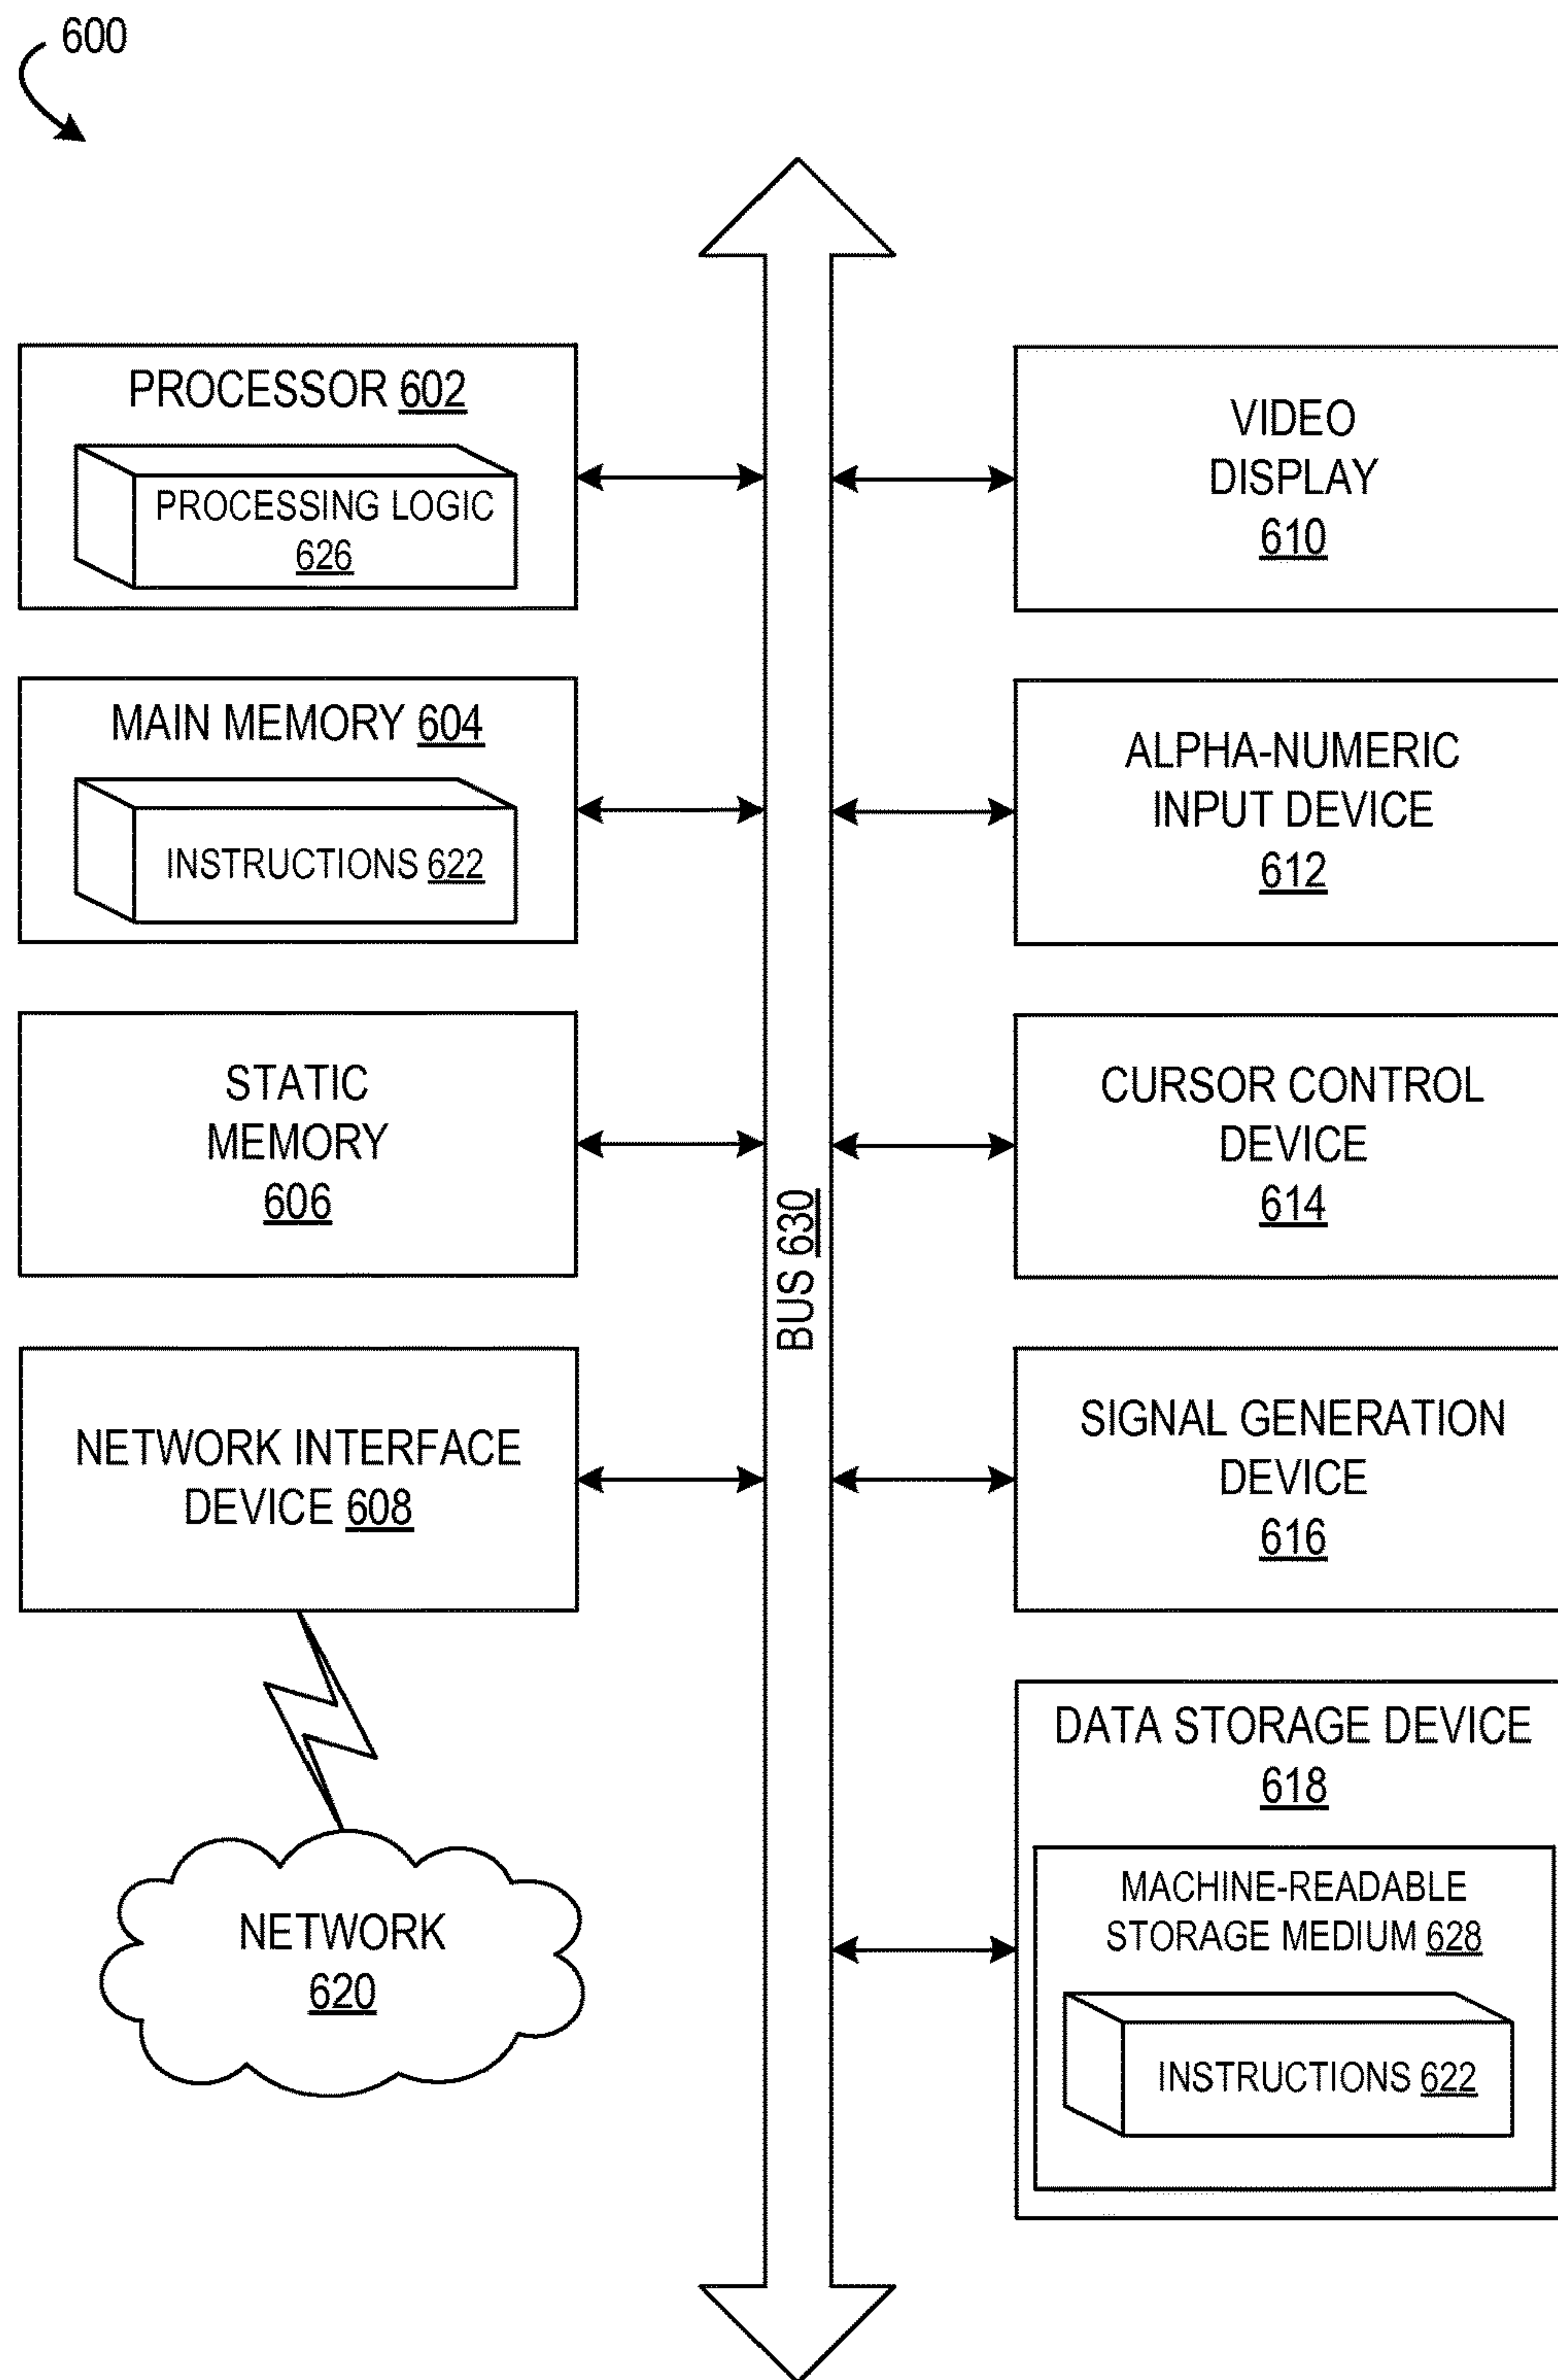 600
PROCESSOR 602
PROCESSING LOGIC
626
MAIN MEMORY 604
INSTRUCTIONS 622
STATIC
MEMORY
606
NETWORK INTERFACE
DEVICE 608
NETWORK
620
BUS 630
VIDEO
DISPLAY
610
ALPHA-NUMERIC
INPUT DEVICE
612
CURSOR CONTROL
DEVICE
614
SIGNAL GENERATION
DEVICE
616
DATA STORAGE DEVICE
618
MACHINE-READABLE
STORAGE MEDIUM 628
INSTRUCTIONS 622